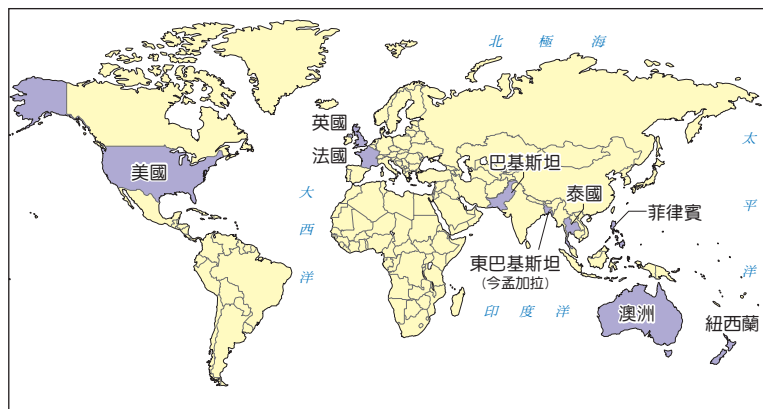 北極海
英國
法國
美國
巴基斯坦
泰國
菲律賓
東巴基斯坦
(今孟加拉)
大西洋
太平洋
印度洋
澳洲
紐西蘭